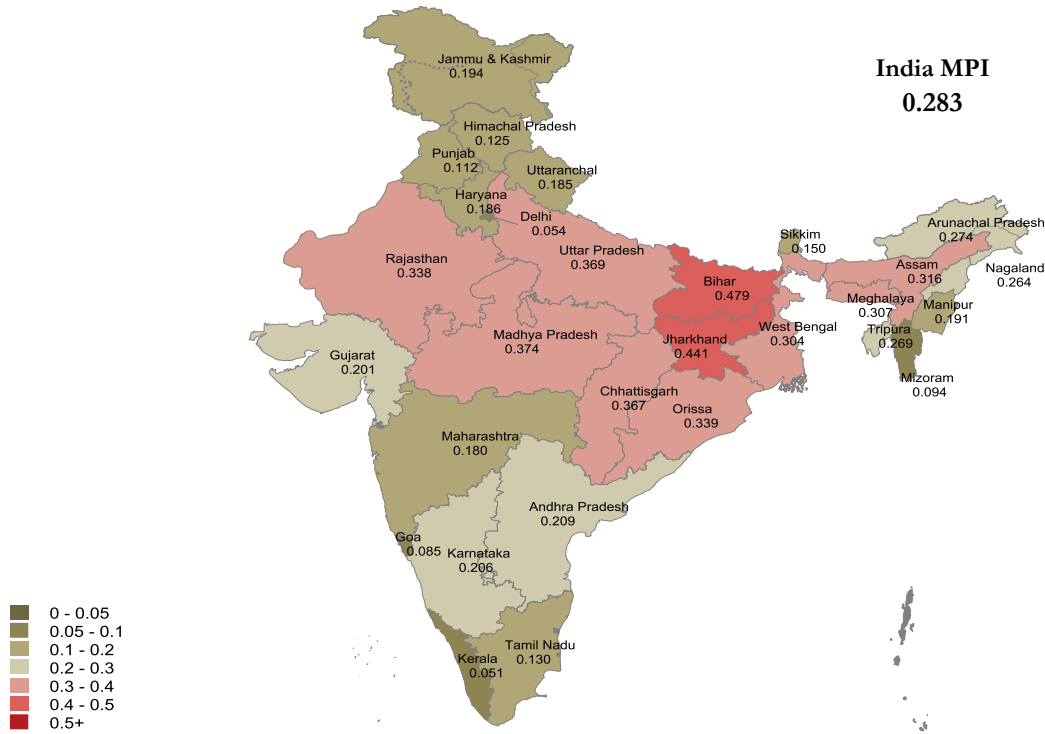 India MPI
0.283
Jammu & Kashmir
0.194
Himachal Pradesh
0.125
Punjab
0.112
Uttaranchal
0.185
Haryana
0.186
Delhi
0.054
Uttar Pradesh
0.369
Rajasthan
0.338
Bihar
0.479
Sikkim
0.150
Arunachal Pradesh
0.274
Assam
0.316
Nagaland
0.264
Meghalaya
0.307
Manipur
0.191
Tripura
0.269
Mizoram
0.094
West Bengal
0.304
Jharkhand
0.441
Madhya Pradesh
0.374
Gujarat
0.201
Chhattisgarh
0.367
Orissa
0.339
Maharashtra
0.180
Andhra Pradesh
0.209
Goa
0.085
Karnataka
0.206
Tamil Nadu
0.130
Kerala
0.051
0 - 0.05
0.05 - 0.1
0.1 - 0.2
0.2 - 0.3
0.3 - 0.4
0.4 - 0.5
0.5+